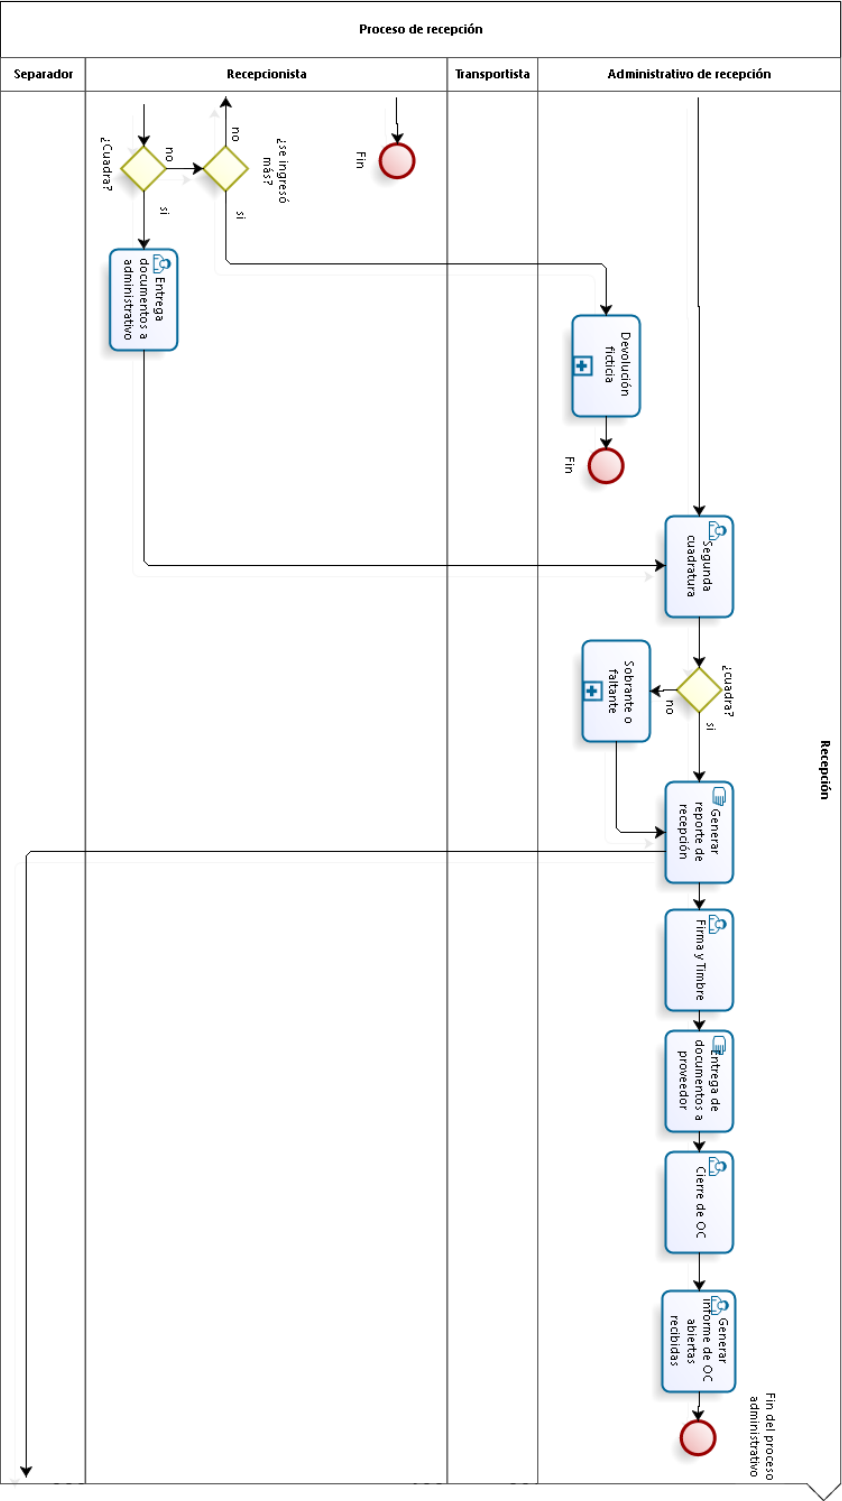 Proceso de recepción
Separador
Recepcionista
Transportista
Administrativo de recepción
Recepción
¿Cuadra?
no
si
¿se ingresó
más?
no
si
Fin
Entrega
documentos a
administrativo
Devolución
ficticia
Fin
Segunda
cuadratura
¿cuadra?
no
si
Sobrante o
faltante
Generar
reporte de
recepción
Firma y Timbre
Entrega de
documentos a
proveedor
Cierre de OC
Generar
informe de OC
abiertas
recibidas
Fin del proceso
administrativo